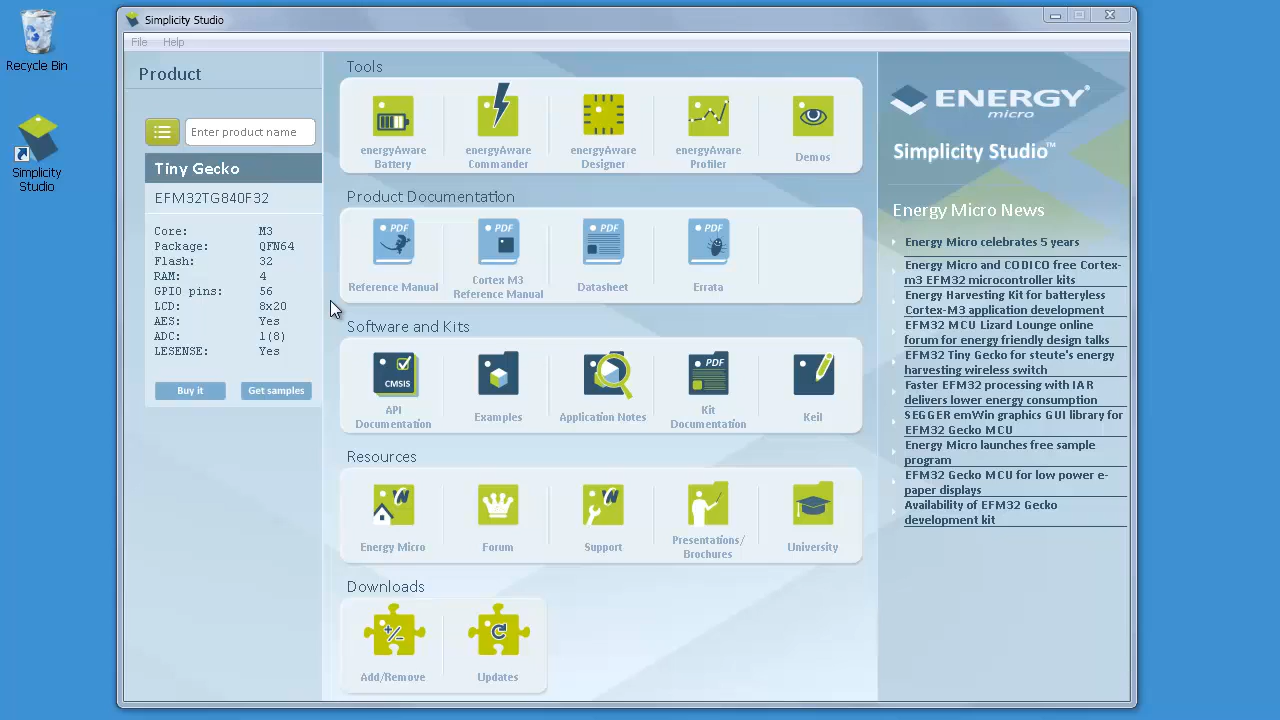 Recycle Bin
Simplicity
Studio
Simplicity Studio
File Help
Product
Enter product name
Tiny Gecko
EFM32TG840F32
Core: M3
Package: QFN64
Flash: 32
RAM: 4
GPIO pins: 56
LCD: 8x20
AES: Yes
ADC: 1(8)
LESENSE: Yes
Buy it Get samples
Tools
energyAware
Battery
energyAware
Commander
energyAware
Designer
energyAware
Profiler
Demos
Product Documentation
PDF
Reference Manual
PDF
Cortex M3
Reference Manual
PDF
Datasheet
PDF
Errata
Software and Kits
CMSIS
API
Documentation
Examples
Application Notes
PDF
Kit
Documentation
Keil
Resources
Energy Micro
Forum
Support
Presentations/
Brochures
University
Downloads
+/-
Add/Remove
Updates
ENERGY®
micro
Simplicity Studio™
Energy Micro News
Energy Micro celebrates 5 years
Energy Micro and CODICO free Cortex-
m3 EFM32 microcontroller kits
Energy Harvesting Kit for batteryless
Cortex-M3 application development
EFM32 MCU Lizard Lounge online
forum for energy friendly design talks
EFM32 Tiny Gecko for steute's energy
harvesting wireless switch
Faster EFM32 processing with IAR
delivers lower energy consumption
SEGGER emWin graphics GUI library for
EFM32 Gecko MCU
Energy Micro launches free sample
program
EFM32 Gecko MCU for low power e-
paper displays
Availability of EFM32 Gecko
development kit